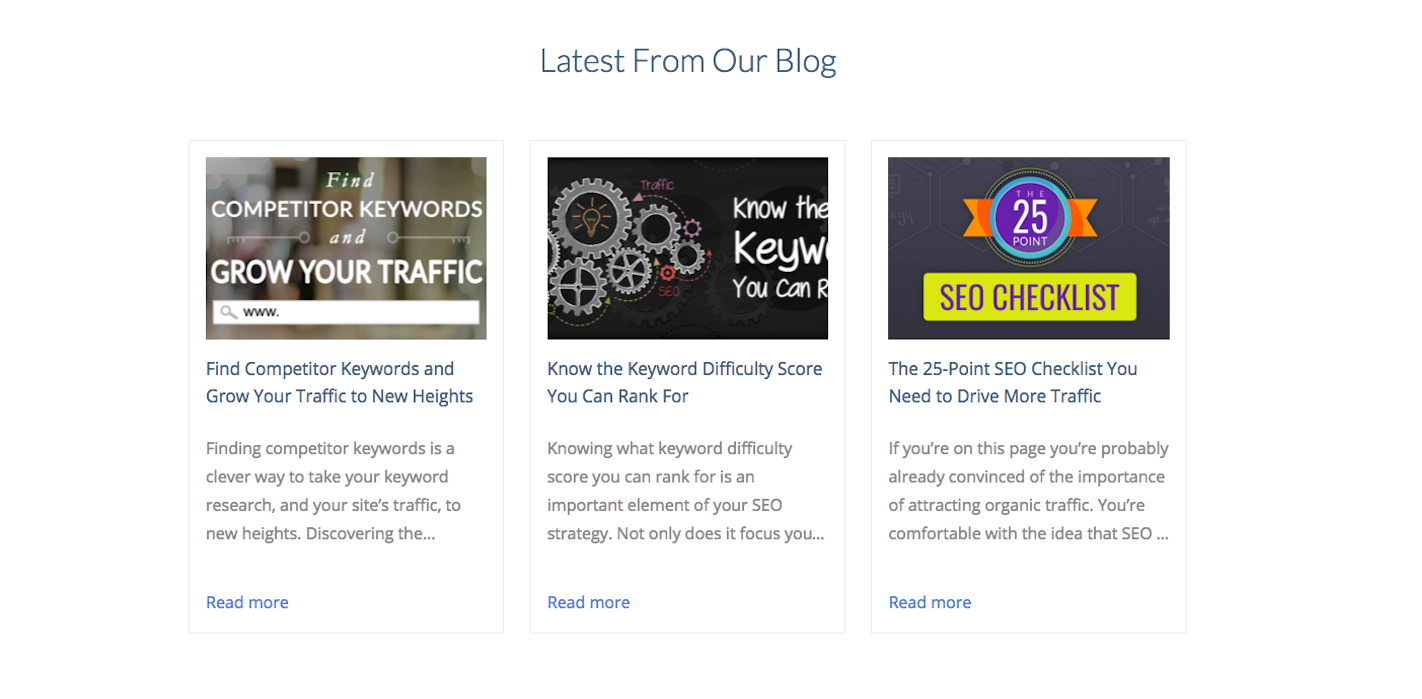 Latest From Our Blog
Find
COMPETITOR KEYWORDS
and
GROW YOUR TRAFFIC
www.
Find Competitor Keywords and
Grow Your Traffic to New Heights
Finding competitor keywords is a
clever way to take your keyword
research, and your site’s traffic, to
new heights. Discovering the...
Read more
Traffic
SEO
Know the
Keyw
You Can R
Know the Keyword Difficulty Score
You Can Rank For
Knowing what keyword difficulty
score you can rank for is an
important element of your SEO
strategy. Not only does it focus you...
Read more
THE
25
POINT
SEO CHECKLIST
The 25-Point SEO Checklist You
Need to Drive More Traffic
If you’re on this page you’re probably
already convinced of the importance
of attracting organic traffic. You’re
comfortable with the idea that SEO ...
Read more